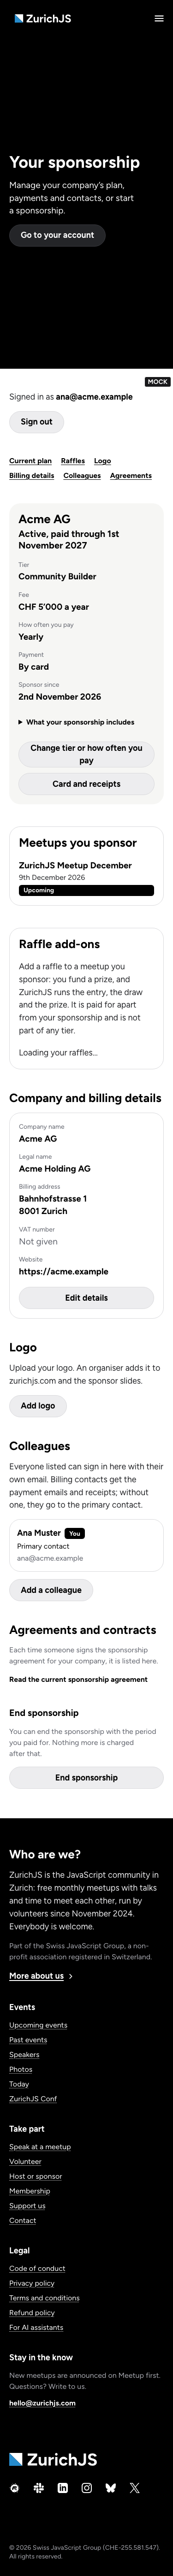 ZurichJS
Your sponsorship
Manage your company's plan,
payments and contacts, or start
a sponsorship.
Go to your account
MOCK
Signed in as ana@acme.example
Sign out
Current plan Raffles Logo
Billing details Colleagues Agreements
Acme AG
Active, paid through 1st
November 2027
Tier
Community Builder
Fee
CHF 5'000 a year
How often you pay
Yearly
Payment
By card
Sponsor since
2nd November 2026
What your sponsorship includes
Change tier or how often you
pay
Card and receipts
Meetups you sponsor
ZurichJS Meetup December
9th December 2026
Upcoming
Raffle add-ons
Add a raffle to a meetup you
sponsor: you fund a prize, and
ZurichJS runs the entry, the draw
and the prize. It is paid for apart
from your sponsorship and is not
part of any tier.
Loading your raffles...
Company and billing details
Company name
Acme AG
Legal name
Acme Holding AG
Billing address
Bahnhofstrasse 1
8001 Zurich
VAT number
Not given
Website
https://acme.example
Edit details
Logo
Upload your logo. An organiser adds it to
zurichjs.com and the sponsor slides.
Add logo
Colleagues
Everyone listed can sign in here with their
own email. Billing contacts get the
payment emails and receipts; without
one, they go to the primary contact.
Ana Muster You
Primary contact
ana@acme.example
Add a colleague
Agreements and contracts
Each time someone signs the sponsorship
agreement for your company, it is listed here.
Read the current sponsorship agreement
End sponsorship
You can end the sponsorship with the period
you paid for. Nothing more is charged
after that.
End sponsorship
Who are we?
ZurichJS is the JavaScript community in
Zurich: free monthly meetups with talks
and time to meet each other, run by
volunteers since November 2024.
Everybody is welcome.
Part of the Swiss JavaScript Group, a non-
profit association registered in Switzerland.
More about us
Events
Upcoming events
Past events
Speakers
Photos
Today
ZurichJS Conf
Take part
Speak at a meetup
Volunteer
Host or sponsor
Membership
Support us
Contact
Legal
Code of conduct
Privacy policy
Terms and conditions
Refund policy
For AI assistants
Stay in the know
New meetups are announced on Meetup first.
Questions? Write to us.
hello@zurichjs.com
ZurichJS
© 2026 Swiss JavaScript Group (CHE-255.581.547).
All rights reserved.